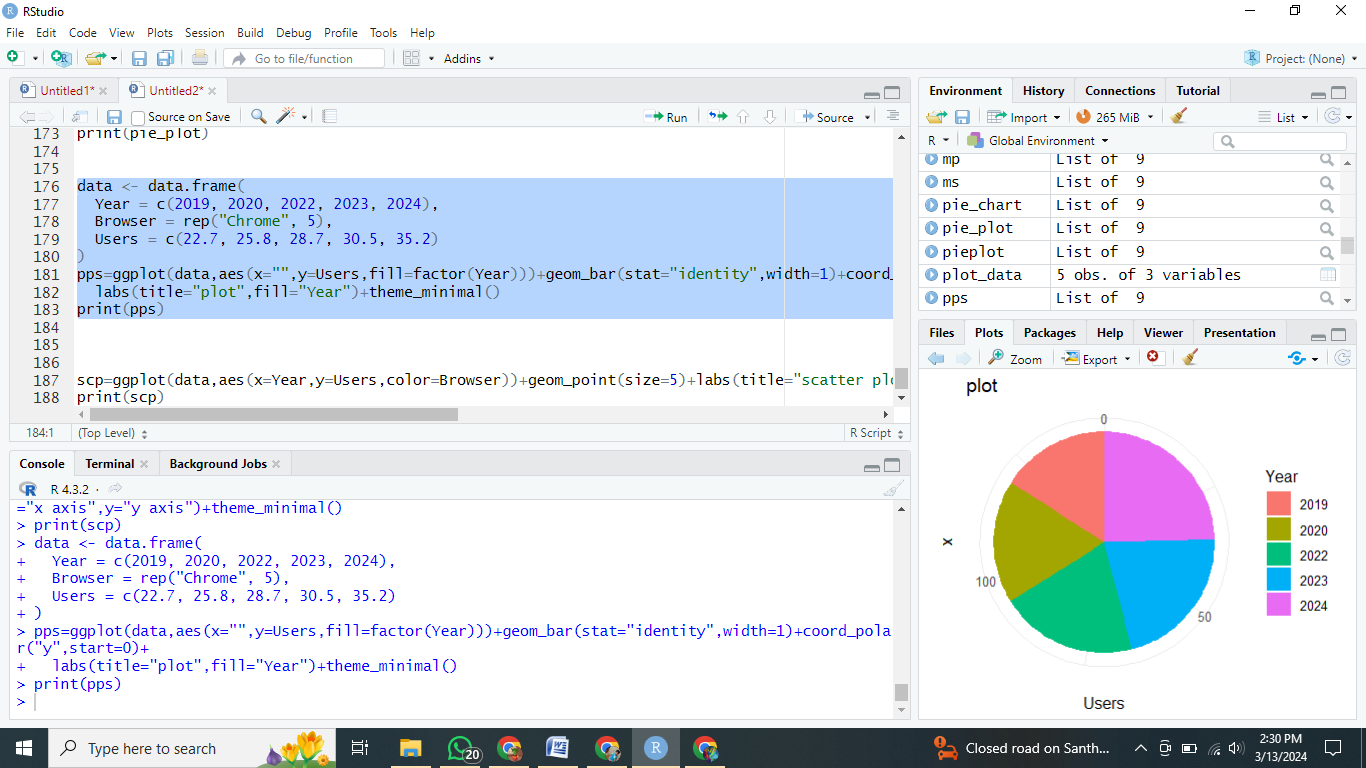 RStudio
File Edit Code View Plots Session Build Debug Profile Tools Help
Go to file/function Addins Project: (None)
Untitled1* Untitled2*
Source on Save Run Source
173 print(pie_plot)
174
175
176 data <- data.frame(
177 Year = c(2019, 2020, 2022, 2023, 2024),
178 Browser = rep("Chrome", 5),
179 Users = c(22.7, 25.8, 28.7, 30.5, 35.2)
180 )
181 pps=ggplot(data,aes(x="",y=Users,fill=factor(Year)))+geom_bar(stat="identity",width=1)+coord_
182 labs(title="plot",fill="Year")+theme_minimal()
183 print(pps)
184
185
186
187 scp=ggplot(data,aes(x=Year,y=Users,color=Browser))+geom_point(size=5)+labs(title="scatter plo
188 print(scp)
184:1 (Top Level) R Script
Console Terminal Background Jobs
R 4.3.2 ·
="x axis",y="y axis")+theme_minimal()
> print(scp)
> data <- data.frame(
+ Year = c(2019, 2020, 2022, 2023, 2024),
+ Browser = rep("Chrome", 5),
+ Users = c(22.7, 25.8, 28.7, 30.5, 35.2)
+ )
> pps=ggplot(data,aes(x="",y=Users,fill=factor(Year)))+geom_bar(stat="identity",width=1)+coord_pola
r("y",start=0)+
+ labs(title="plot",fill="Year")+theme_minimal()
> print(pps)
>
Environment History Connections Tutorial
Import 265 MiB List
R Global Environment
mp List of 9
ms List of 9
pie_chart List of 9
pie_plot List of 9
pieplot List of 9
plot_data 5 obs. of 3 variables
pps List of 9
Files Plots Packages Help Viewer Presentation
Zoom Export
plot
0
50
100
x
Users
Year
2019
2020
2022
2023
2024
Type here to search
20
Closed road on Santh...
2:30 PM
3/13/2024